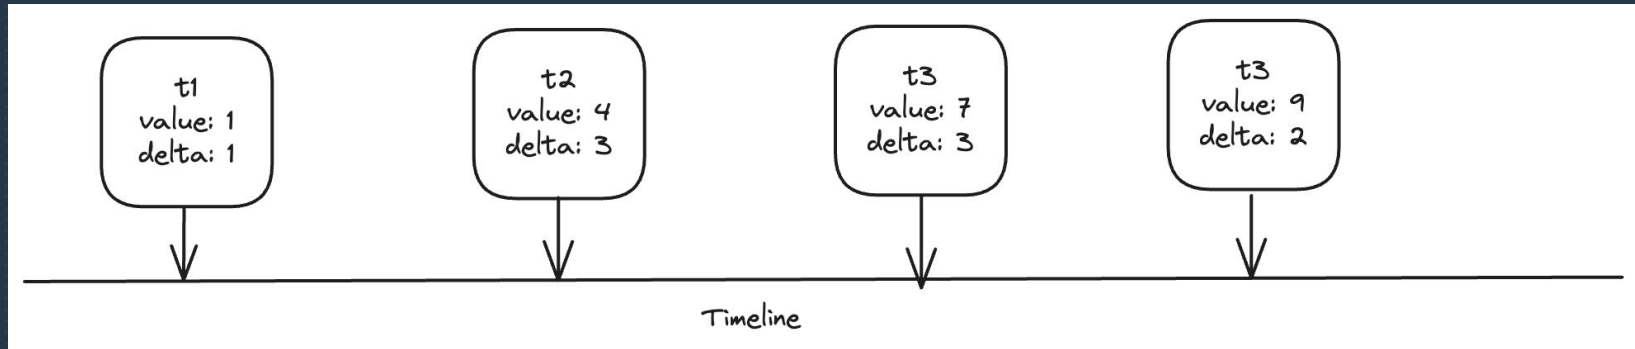 t1
value: 1
delta: 1
t2
value: 4
delta: 3
t3
value: 7
delta: 3
t3
value: 9
delta: 2
Timeline